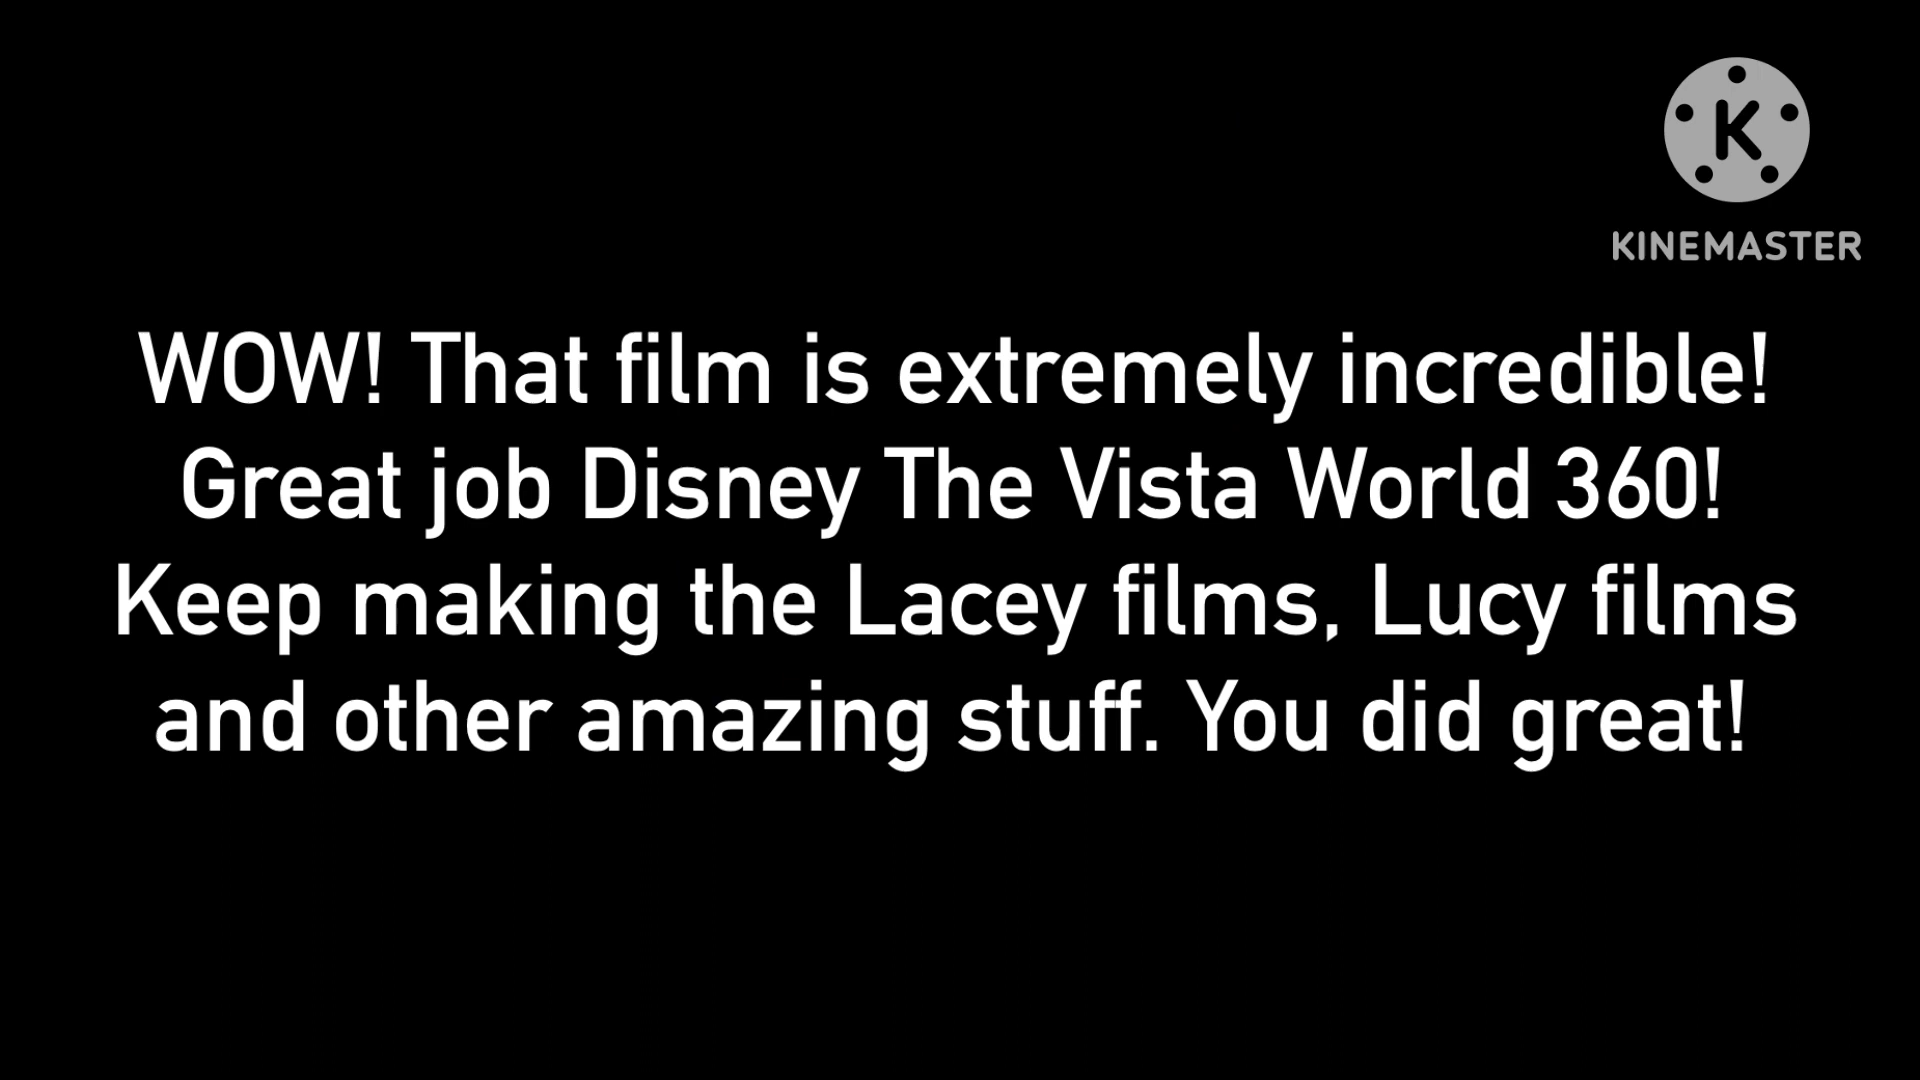 K
KINEMASTER
WOW! That film is extremely incredible!
Great job Disney The Vista World 360!
Keep making the Lacey films, Lucy films
and other amazing stuff. You did great!